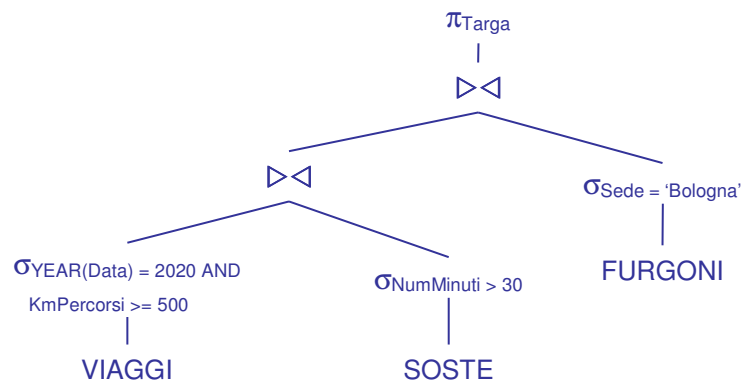 πTarga
▷◁
▷◁
σSede = ‘Bologna’
σYEAR(Data) = 2020 AND
KmPercorsi >= 500
σNumMinuti > 30
FURGONI
VIAGGI
SOSTE